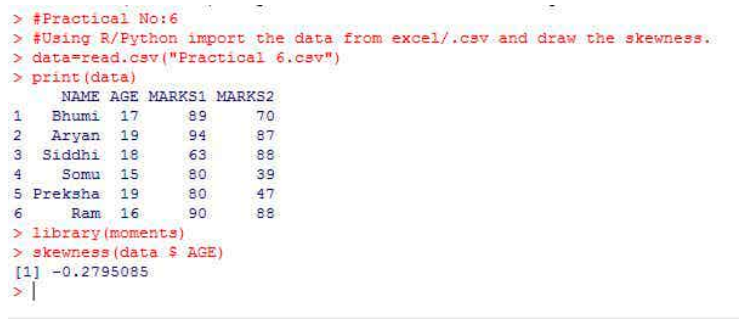 > #Practical No:6
> #Using R/Python import the data from excel/.csv and draw the skewness.
> data=read.csv("Practical 6.csv")
> print(data)
NAME AGE MARKS1 MARKS2
1 Bhumi 17 89 70
2 Aryan 19 94 87
3 Siddhi 18 63 88
4 Somu 15 80 39
5 Preksha 19 80 47
6 Ram 16 90 88
> library(moments)
> skewness(data $ AGE)
[1] -0.2795085
> |